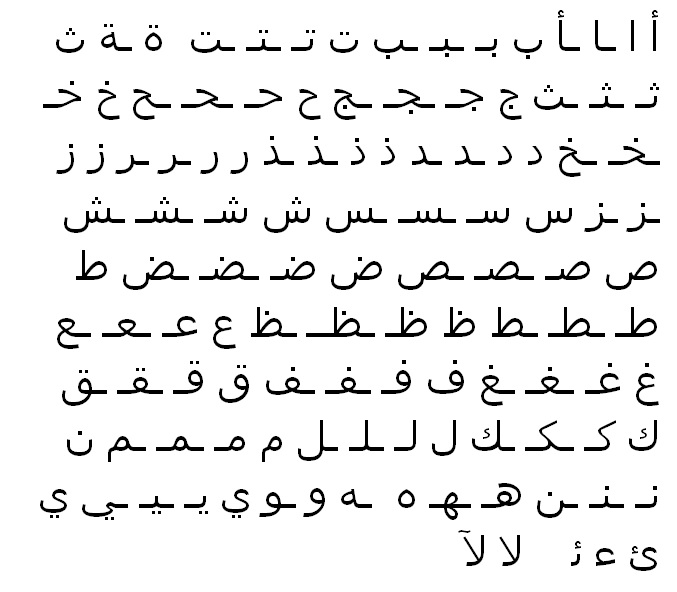 أ ا ـا ـأ ب بـ ـبـ ـب ت تـ ـتـ ـت ة ـة ث
ثـ ـثـ ـث ج جـ ـجـ ـج ح حـ ـحـ ـح خ خـ
ـخـ ـخ د د ـد ـد ذ ذ ـذ ـذ ر ر ـر ـر ز ز
ـز ـز س سـ ـسـ ـس ش شـ ـشـ ـش
ص صـ ـصـ ـص ض ضـ ـضـ ـض ط
طـ ـطـ ـط ظ ظـ ـظـ ـظ ع عـ ـعـ ـع
غ غـ ـغـ ـغ ف فـ ـفـ ـف ق قـ ـقـ ـق
ك كـ ـكـ ـك ل لـ ـلـ ـل م مـ ـمـ ـم ن
نـ ـنـ ـن هـ ـهـ ه ـه و ـو ي يـ ـيـ ـي ي
ئ ء ئـ لا لآ